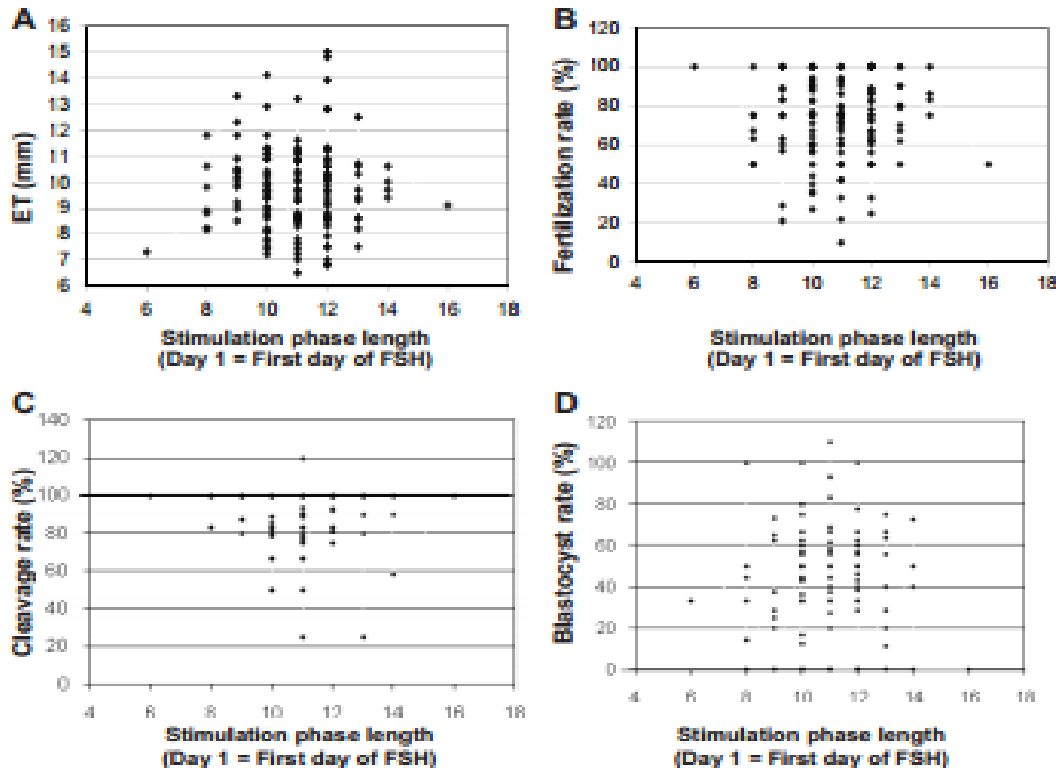 A
ET (mm)
16
15
14
13
12
11
10
9
8
7
6
4 6 8 10 12 14 16 18
Stimulation phase length
(Day 1 = First day of FSH)
B
Fertilization rate (%)
120
100
80
60
40
20
0
4 6 8 10 12 14 16 18
Stimulation phase length
(Day 1 = First day of FSH)
C
Cleavage rate (%)
140
120
100
80
60
40
20
0
4 6 8 10 12 14 16 18
Stimulation phase length
(Day 1 = First day of FSH)
D
Blastocyst rate (%)
120
100
80
60
40
20
0
4 6 8 10 12 14 16 18
Stimulation phase length
(Day 1 = First day of FSH)